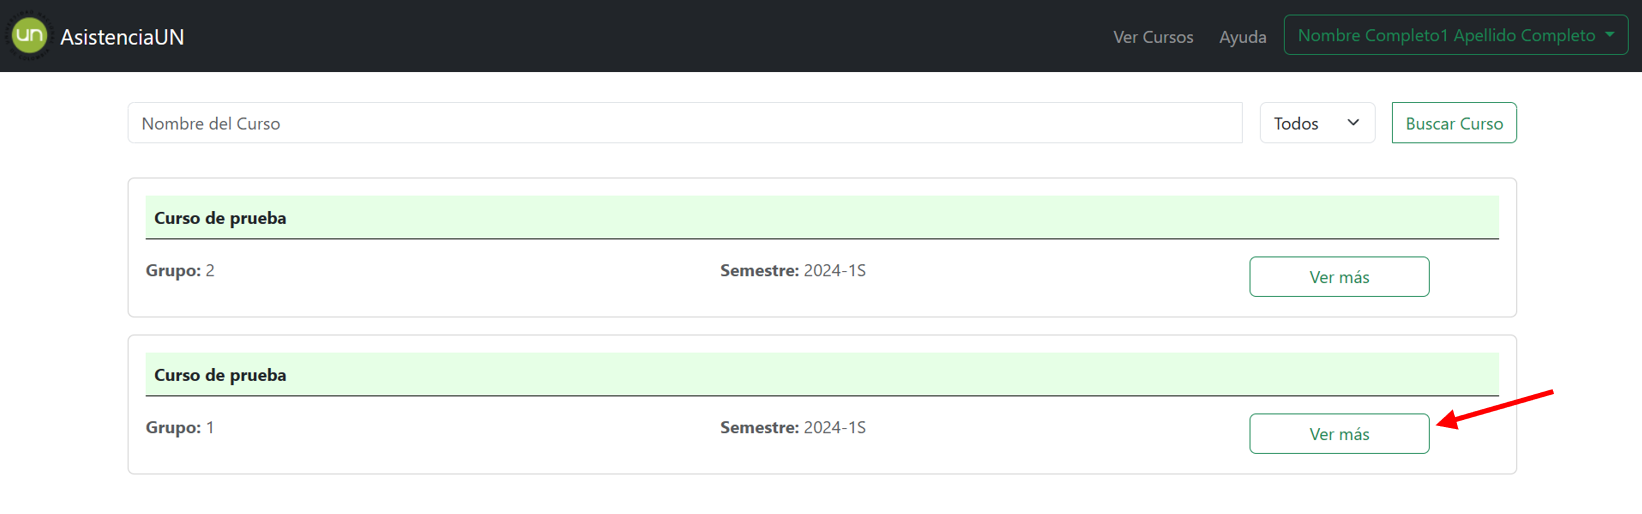 un AsistenciaUN Ver Cursos Ayuda Nombre Completo1 Apellido Completo
Nombre del Curso Todos Buscar Curso
Curso de prueba
Grupo: 2 Semestre: 2024-1S Ver más
Curso de prueba
Grupo: 1 Semestre: 2024-1S Ver más